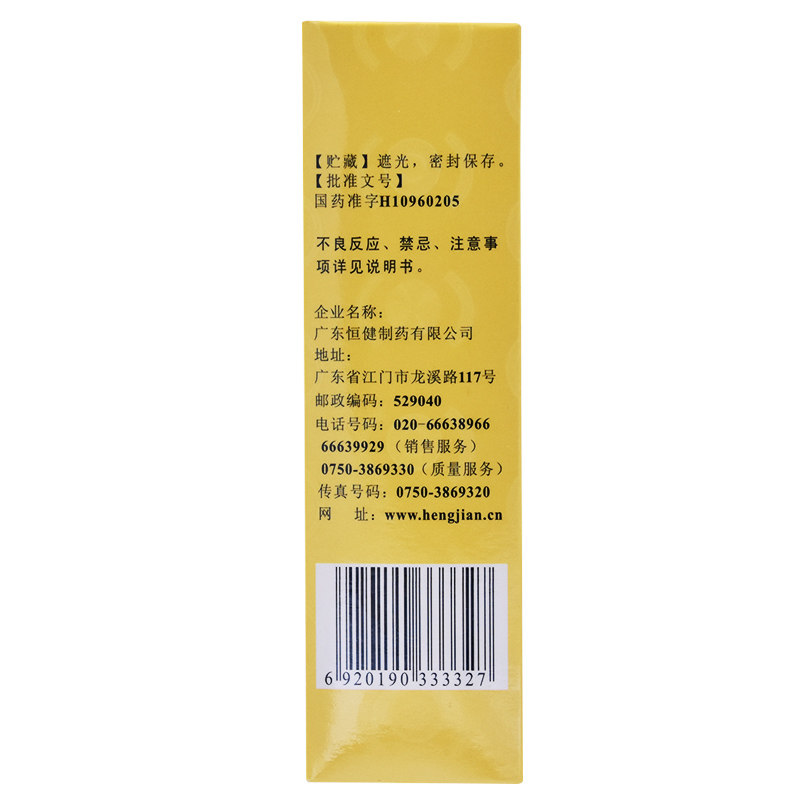 【贮藏】遮光，密封保存。
【批准文号】
国药准字H10960205
不良反应、禁忌、注意事
项详见说明书。
企业名称：
广东恒健制药有限公司
地址：
广东省江门市龙溪路117号
邮政编码：529040
电话号码：020-66638966
66639929（销售服务）
0750-3869330（质量服务）
传真号码：0750-3869320
网 址：www.hengjian.cn
6 920190 333327